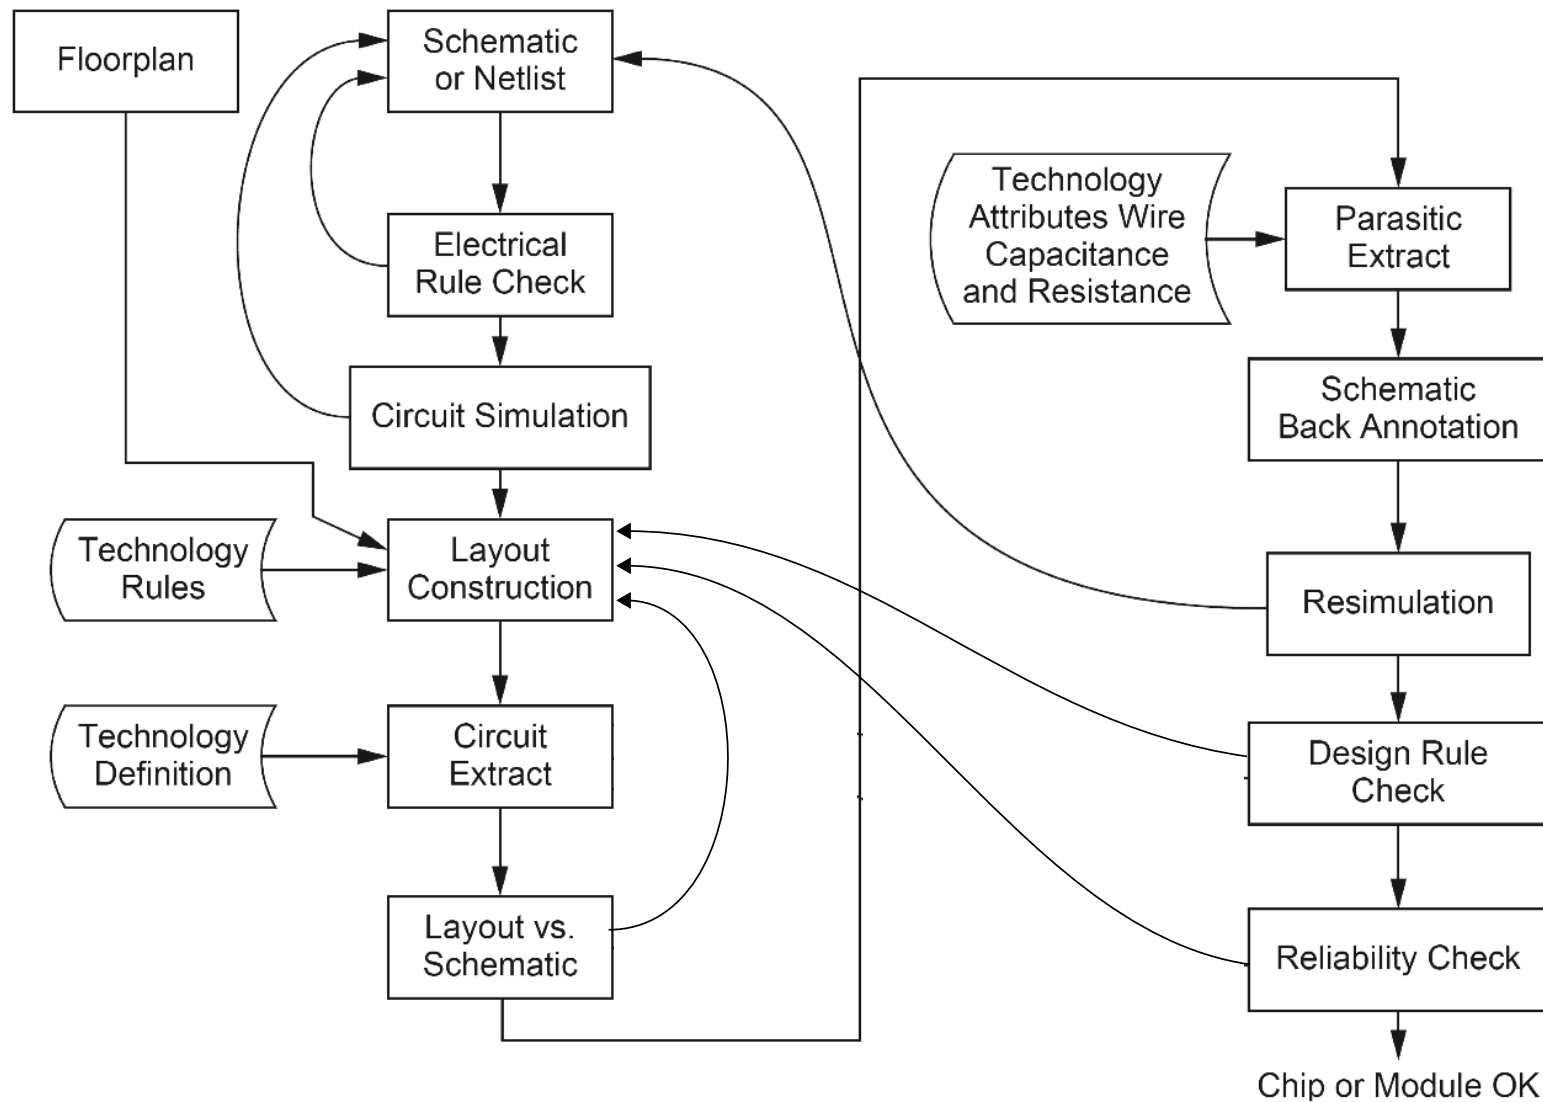 Floorplan
Schematic
or Netlist
Electrical
Rule Check
Circuit Simulation
Technology
Rules
Layout
Construction
Technology
Definition
Circuit
Extract
Layout vs.
Schematic
Technology
Attributes Wire
Capacitance
and Resistance
Parasitic
Extract
Schematic
Back Annotation
Resimulation
Design Rule
Check
Reliability Check
Chip or Module OK